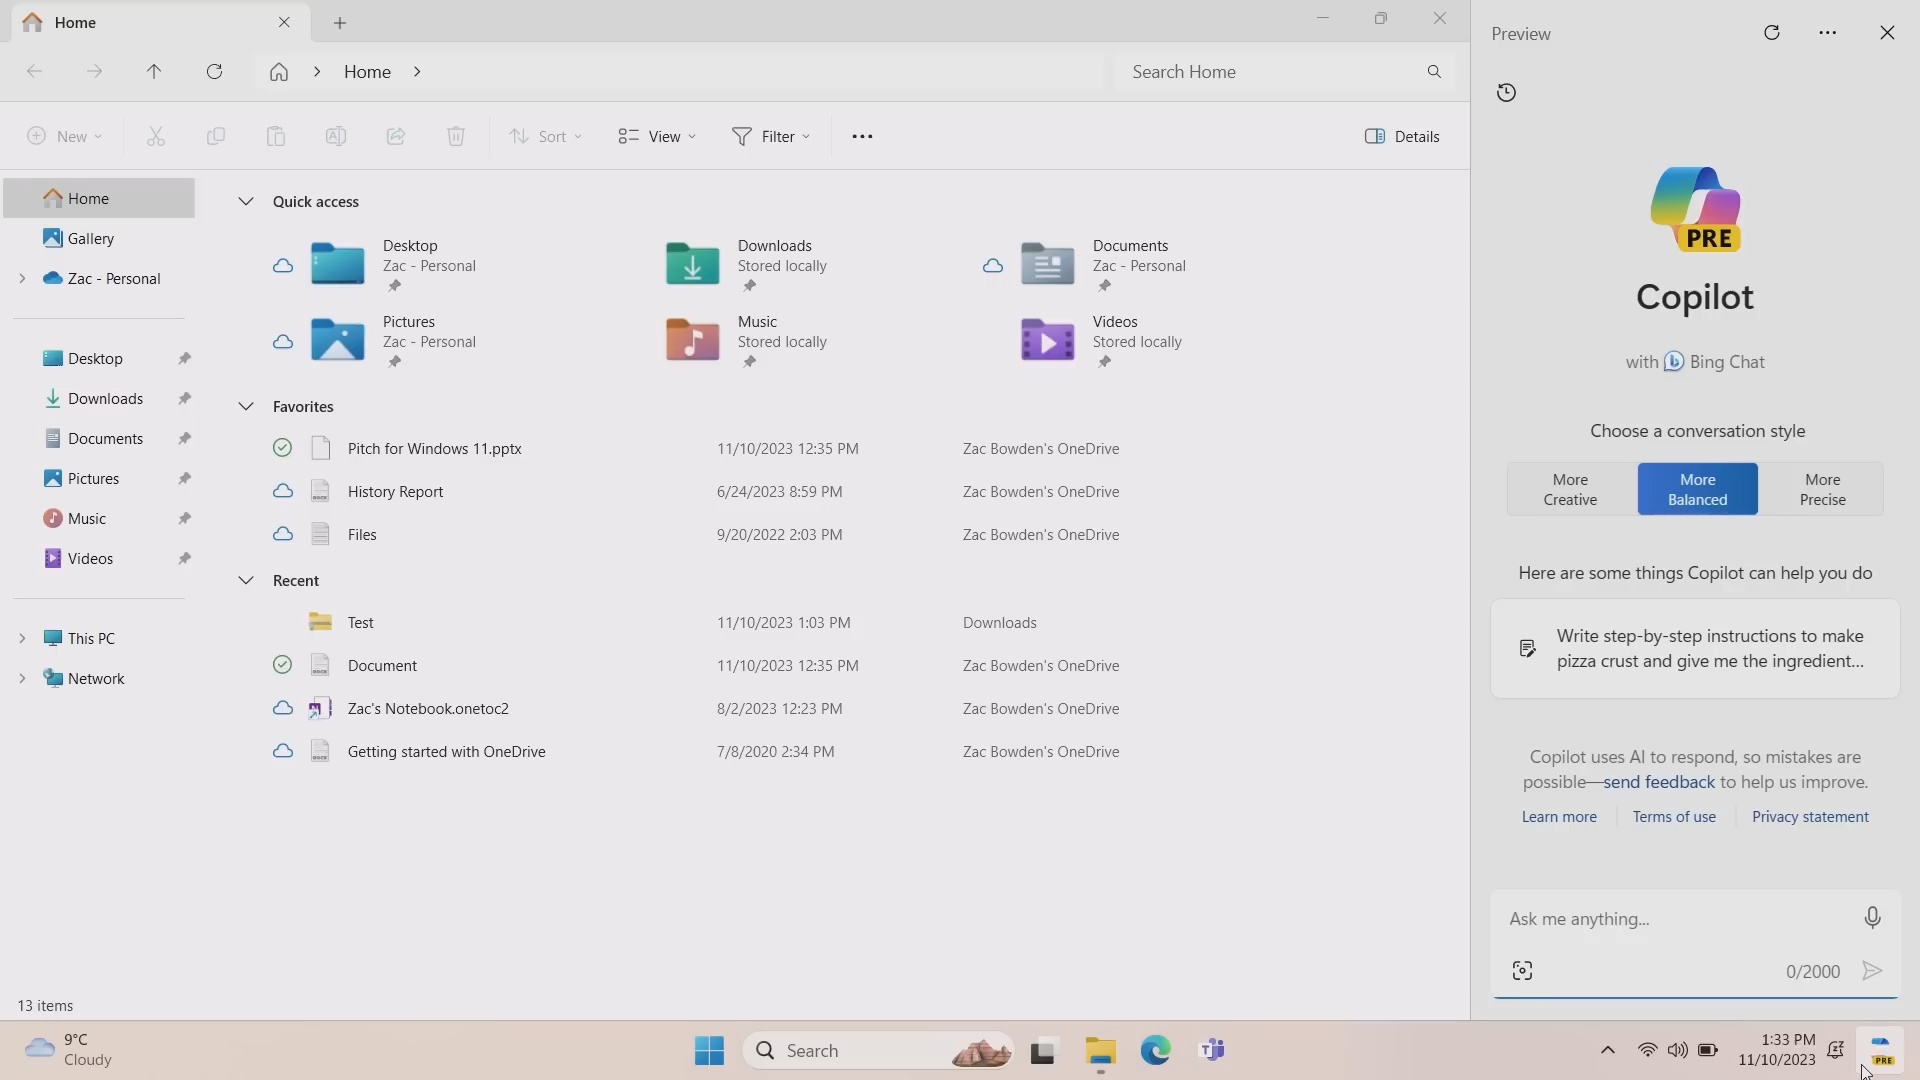 Home
Home
Search Home
New
Sort
View
Filter
Details
Home
Gallery
Zac - Personal
Desktop
Downloads
Documents
Pictures
Music
Videos
This PC
Network
Quick access
Desktop
Zac - Personal
Downloads
Stored locally
Documents
Zac - Personal
Pictures
Zac - Personal
Music
Stored locally
Videos
Stored locally
Favorites
Pitch for Windows 11.pptx 11/10/2023 12:35 PM Zac Bowden's OneDrive
History Report 6/24/2023 8:59 PM Zac Bowden's OneDrive
Files 9/20/2022 2:03 PM Zac Bowden's OneDrive
Recent
Test 11/10/2023 1:03 PM Downloads
Document 11/10/2023 12:35 PM Zac Bowden's OneDrive
Zac's Notebook.onetoc2 8/2/2023 12:23 PM Zac Bowden's OneDrive
Getting started with OneDrive 7/8/2020 2:34 PM Zac Bowden's OneDrive
13 items
Preview
PRE
Copilot
with Bing Chat
Choose a conversation style
More
Creative
More
Balanced
More
Precise
Here are some things Copilot can help you do
Write step-by-step instructions to make
pizza crust and give me the ingredient...
Copilot uses AI to respond, so mistakes are
possible—send feedback to help us improve.
Learn more Terms of use Privacy statement
Ask me anything...
0/2000
9°C
Cloudy
Search
1:33 PM
11/10/2023
PRE